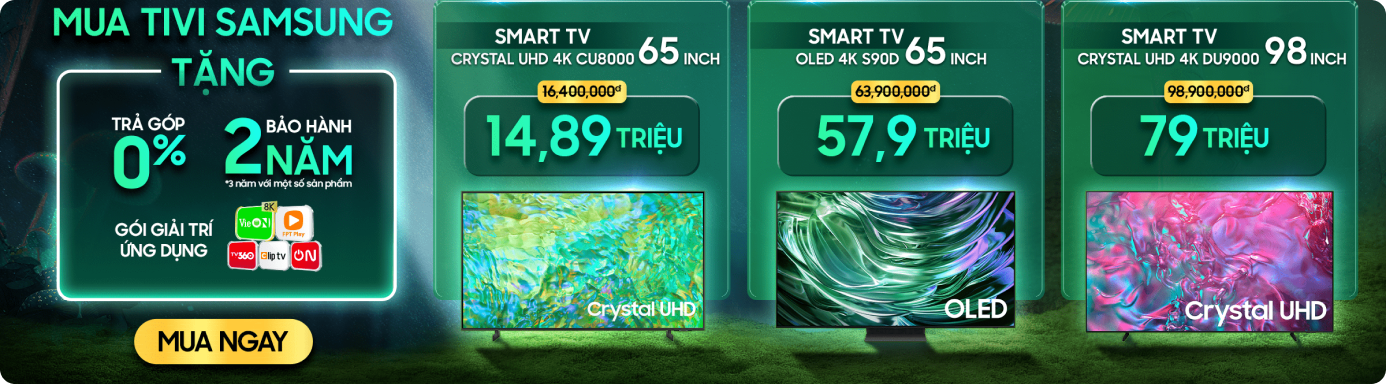 MUA TIVI SAMSUNG
TẶNG
TRẢ GÓP
0%
2 BẢO HÀNH
NĂM
*3 năm với một số sản phẩm
GÓI GIẢI TRÍ
ỨNG DỤNG
8K
VieON
FPT Play
TV360
Clip tv
ON
MUA NGAY
SMART TV
CRYSTAL UHD 4K CU8000 65 INCH
16,400,000đ
14,89 TRIỆU
Crystal UHD
SMART TV
OLED 4K S90D 65 INCH
63,900,000đ
57,9 TRIỆU
OLED
SMART TV
CRYSTAL UHD 4K DU9000 98 INCH
98,900,000đ
79 TRIỆU
Crystal UHD